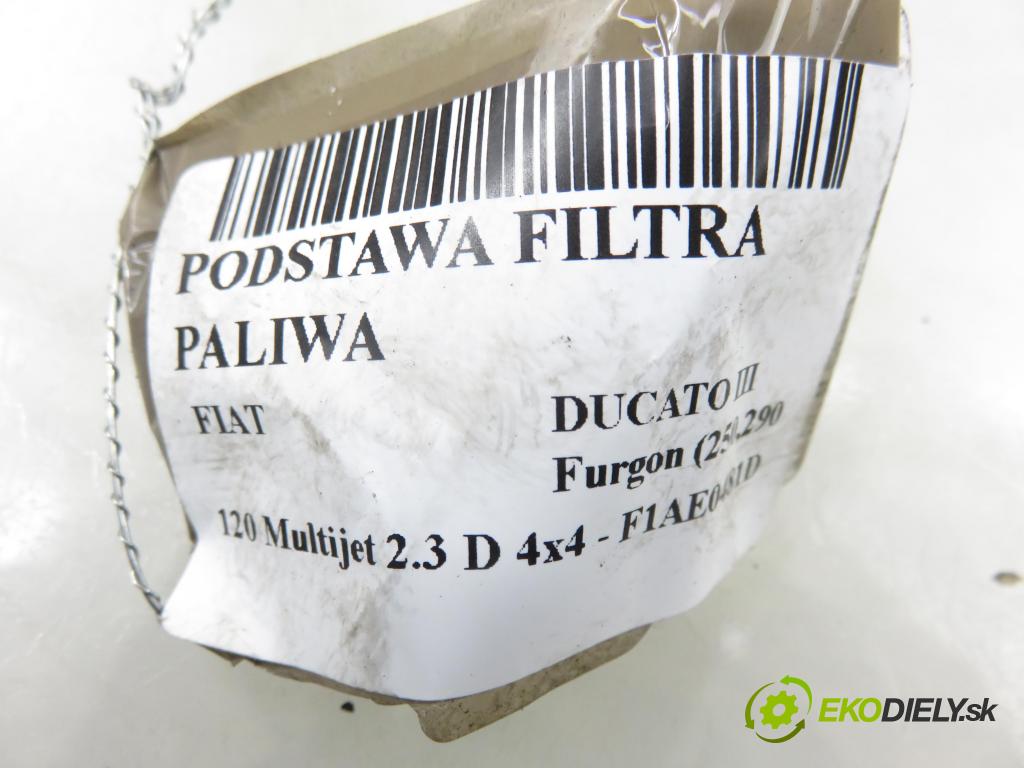 PODSTAWA FILTRA
PALIWA
FIAT
DUCATO III
Furgon (250.290
120 Multijet 2.3 D 4x4 - F1AE0481D
EKODIELY.sk